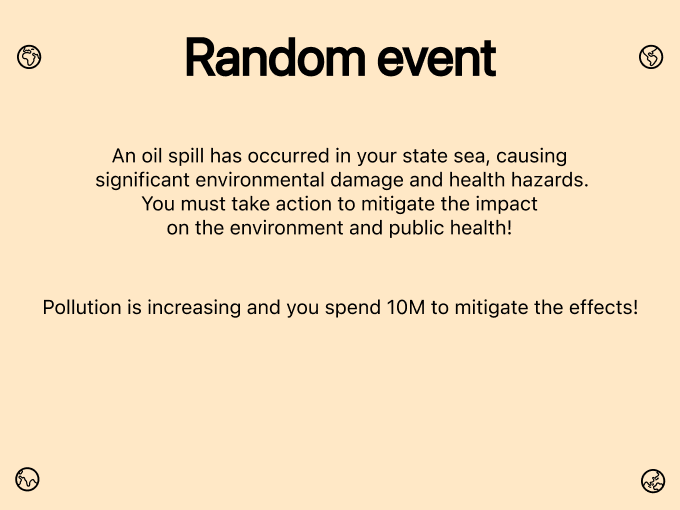 Random event
An oil spill has occurred in your state sea, causing
significant environmental damage and health hazards.
You must take action to mitigate the impact
on the environment and public health!
Pollution is increasing and you spend 10M to mitigate the effects!